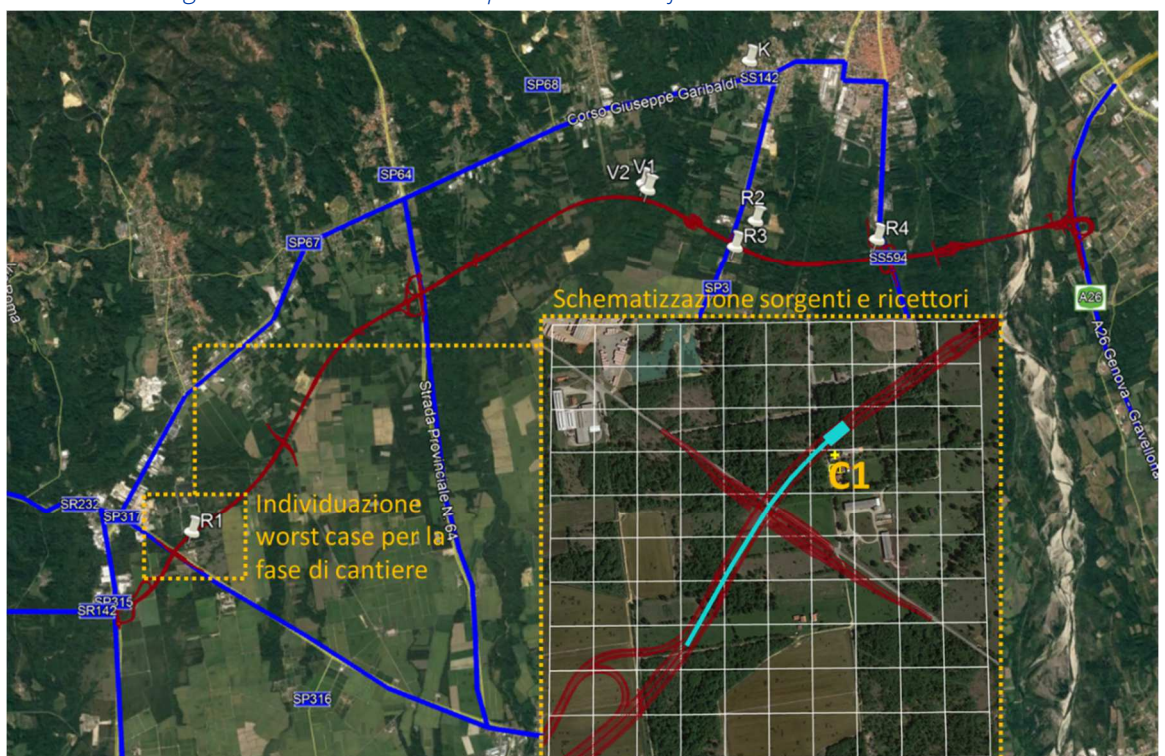 K
SS142
SP68
Corso Giuseppe Garibaldi
SP64
V2 V1
R2
SP67
R3
R4
SS594
SP3
A26
Schematizzazione sorgenti e ricettori
A26 Genova - Gravellona
Strada Provinciale N. 64
C1
SR232
SP317
R1
Individuazione
worst case per la
fase di cantiere
SP315
SR142
SP316